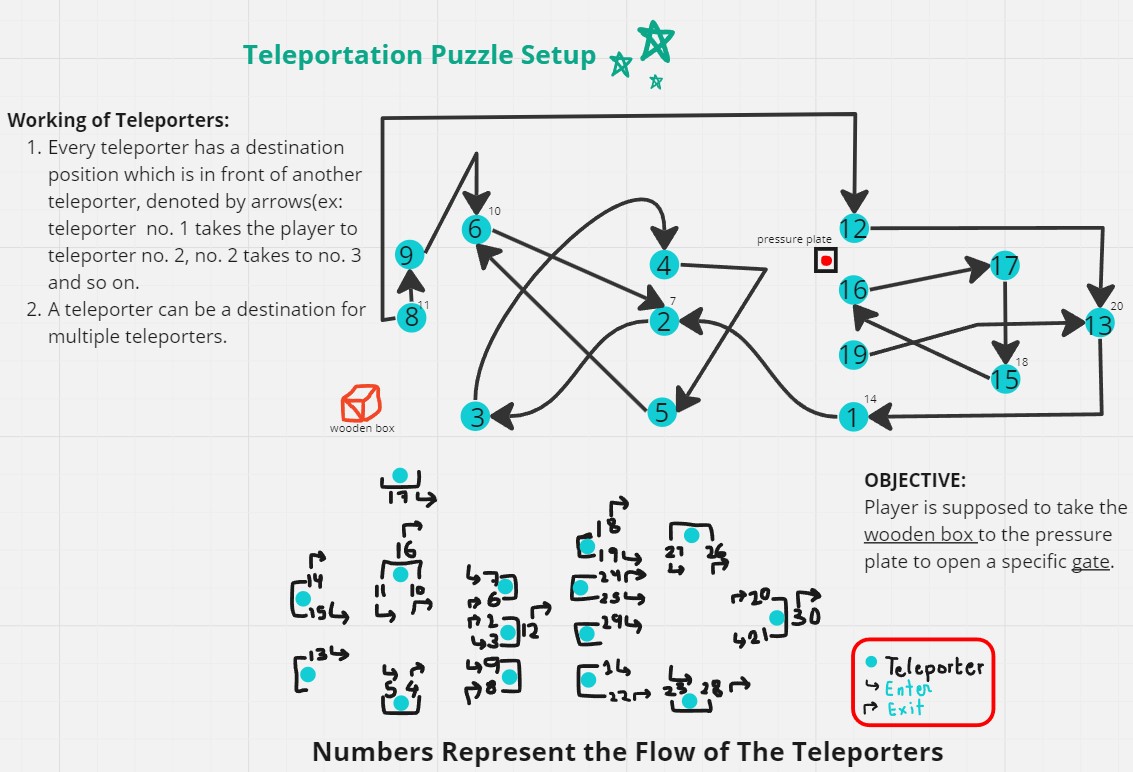 Teleportation Puzzle Setup
Working of Teleporters:
1. Every teleporter has a destination
position which is in front of another
teleporter, denoted by arrows(ex:
teleporter no. 1 takes the player to
teleporter no. 2, no. 2 takes to no. 3
and so on.
2. A teleporter can be a destination for
multiple teleporters.
6 10
12
pressure plate
9
4
17
16
8 11
2 7
13 20
19
15 18
3
5
1 14
wooden box
OBJECTIVE:
Player is supposed to take the
wooden box to the pressure
plate to open a specific gate.
17
16
11 10
14
15
13
5 4
7
6
2
3 12
9
8
18
19
24
25
29
22
26
20
30
21
23 28
Teleporter
Enter
Exit
Numbers Represent the Flow of The Teleporters